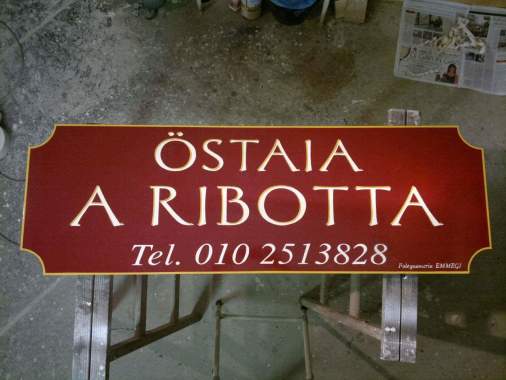 ÖSTAIA
A RIBOTTA
Tel. 010 2513828
Falegnameria EMMEGI